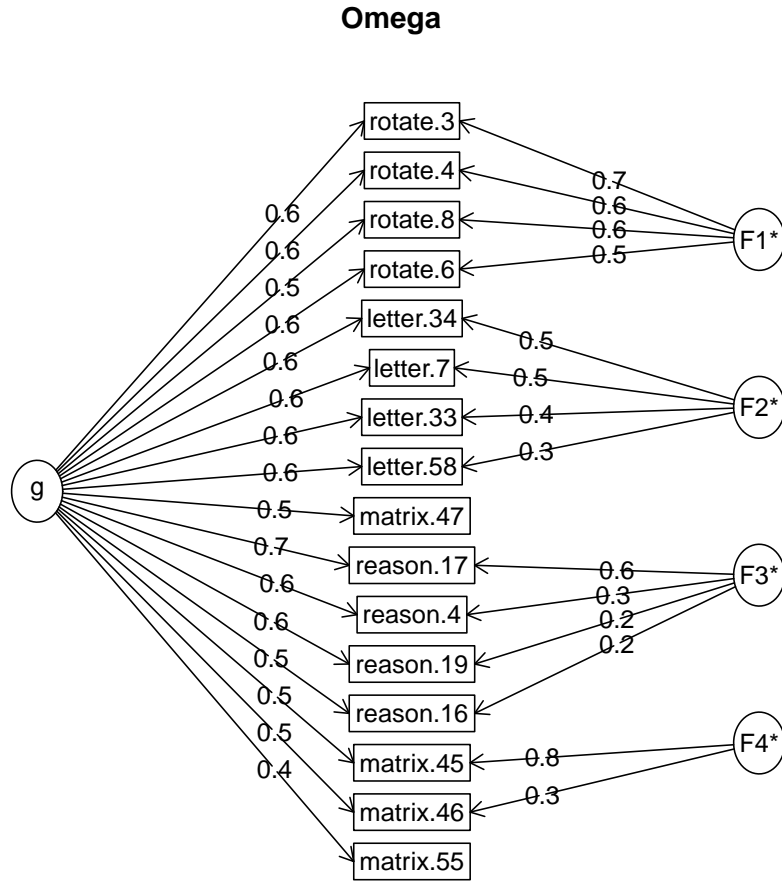 Omega
rotate.3
rotate.4
rotate.8
rotate.6
letter.34
letter.7
letter.33
letter.58
matrix.47
reason.17
reason.4
reason.19
reason.16
matrix.45
matrix.46
matrix.55
g
0.6
0.6
0.5
0.6
0.6
0.6
0.6
0.6
0.5
0.7
0.6
0.6
0.5
0.5
0.5
0.4
F1*
0.7
0.6
0.6
0.5
F2*
0.5
0.5
0.4
0.3
F3*
0.6
0.3
0.2
0.2
F4*
0.8
0.3